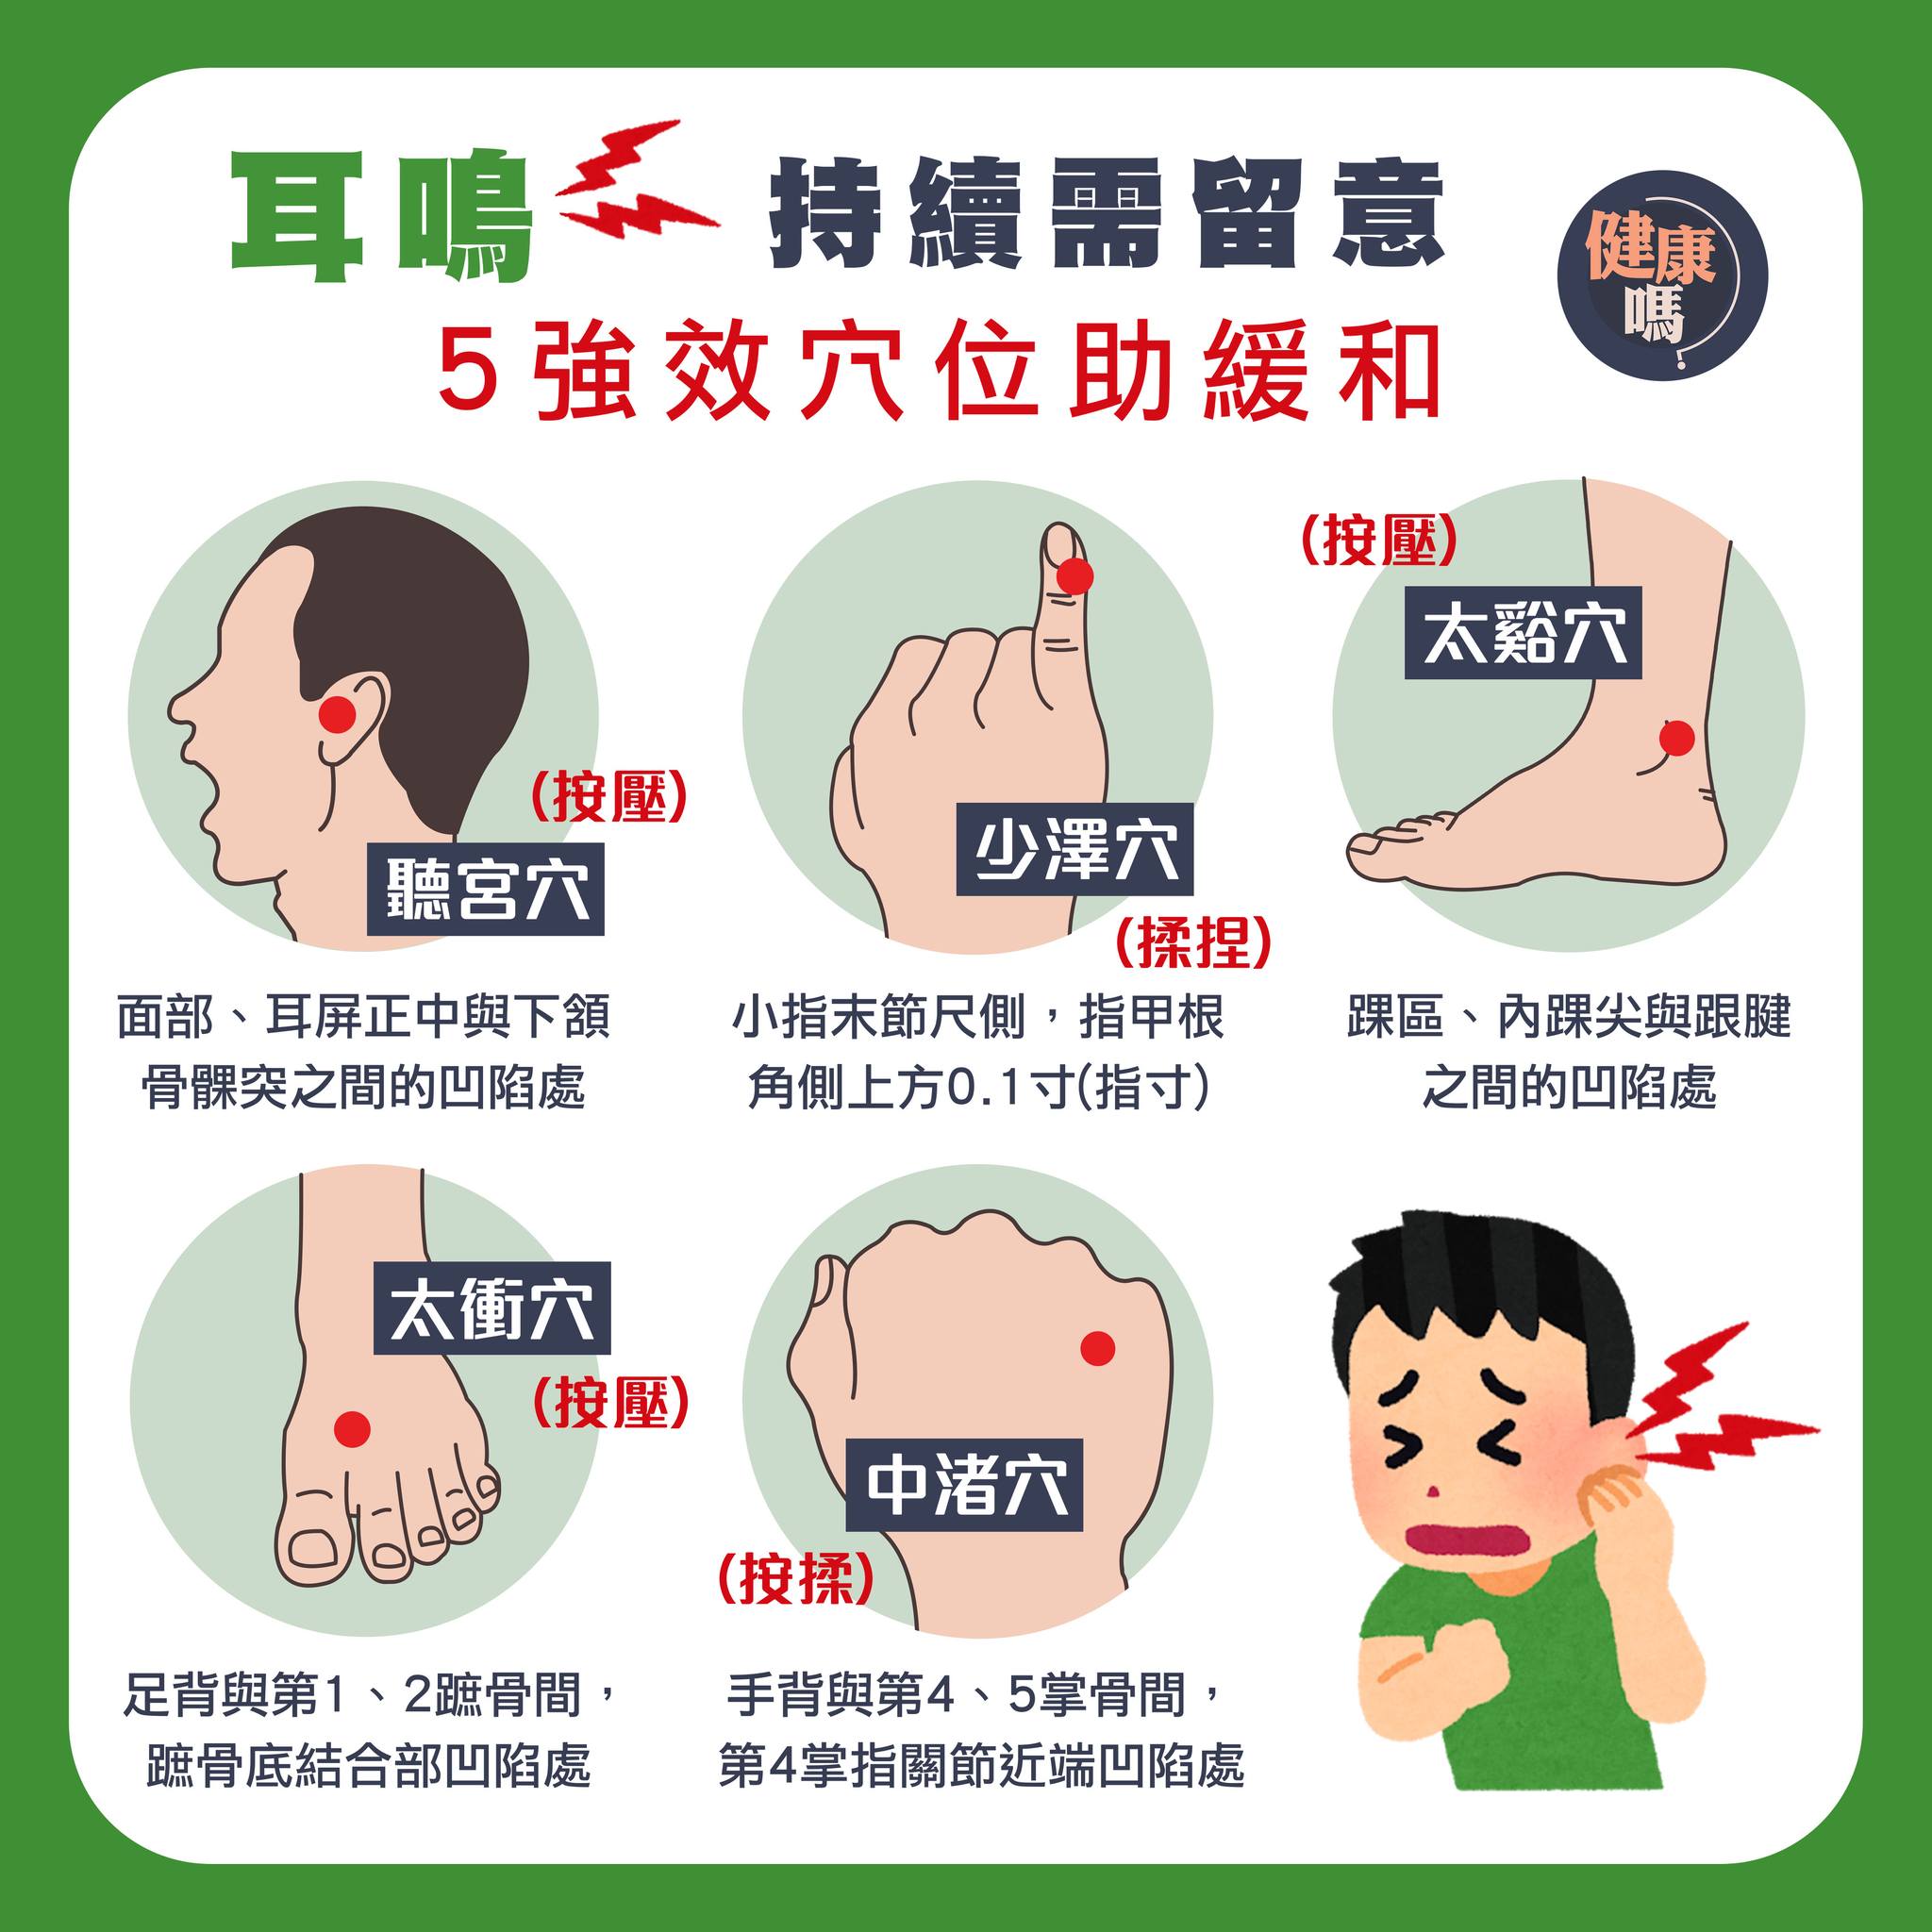 耳鳴 持續需留意
健康
嗎?
5強效穴位助緩和
(按壓)
聽宮穴
面部、耳屏正中與下頜
骨髁突之間的凹陷處
少澤穴
(揉捏)
小指末節尺側，指甲根
角側上方0.1寸(指寸)
(按壓)
太谿穴
踝區、內踝尖與跟腱
之間的凹陷處
太衝穴
(按壓)
足背與第1、2蹠骨間，
蹠骨底結合部凹陷處
中渚穴
(按揉)
手背與第4、5掌骨間，
第4掌指關節近端凹陷處